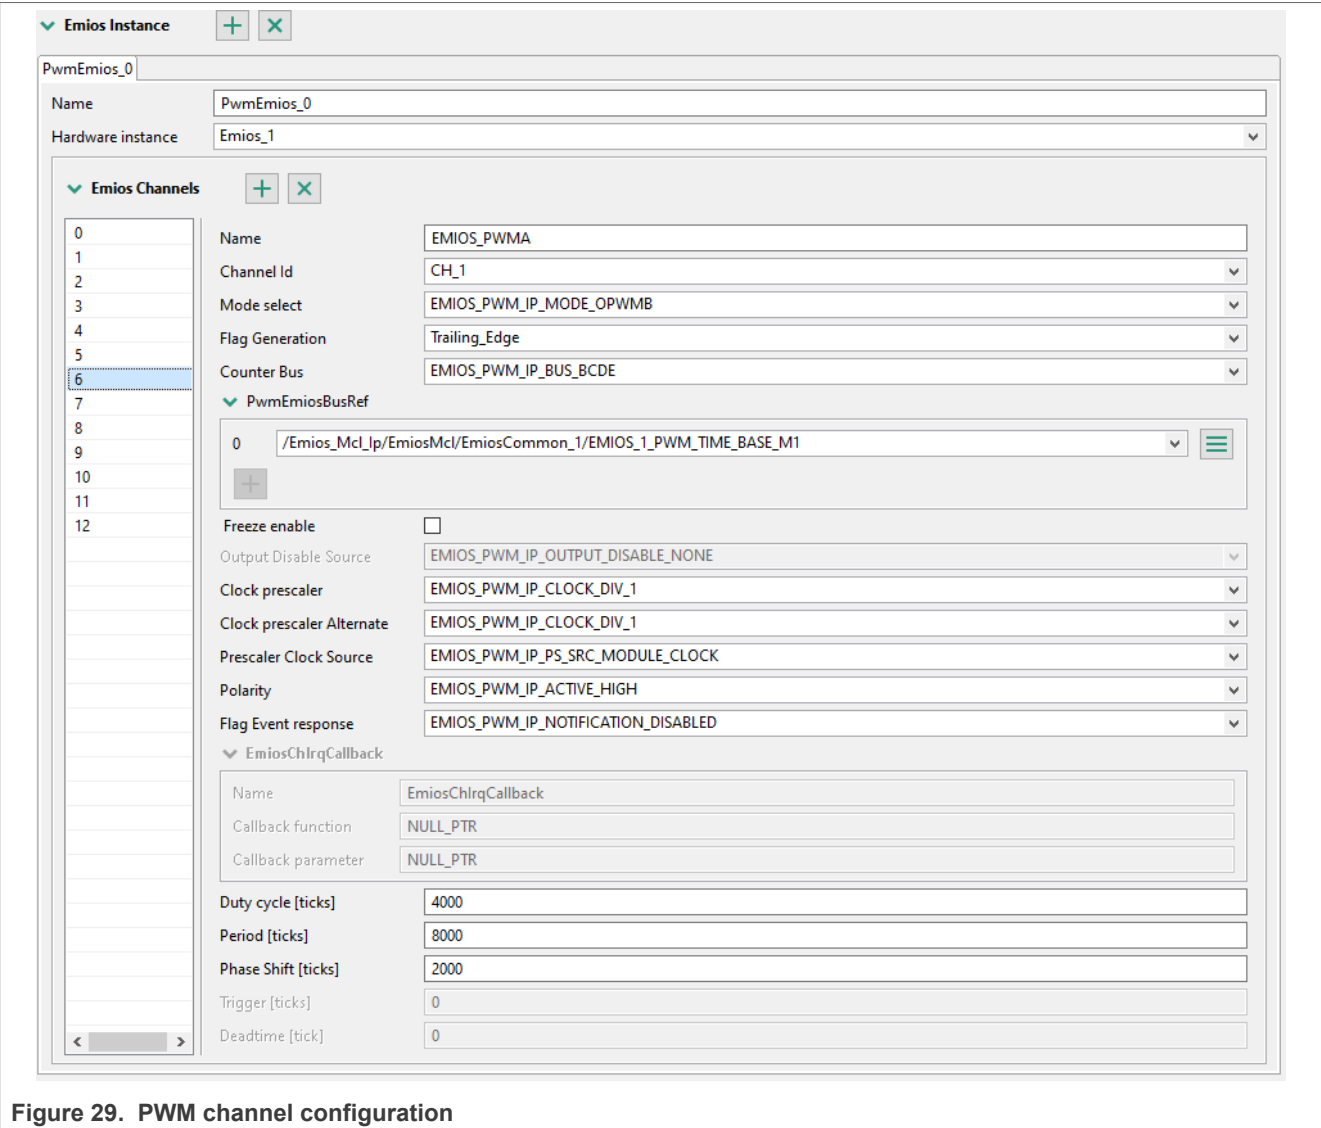 Emios Instance
PwmEmios_0
Name PwmEmios_0
Hardware instance Emios_1
Emios Channels
0
1
2
3
4
5
6
7
8
9
10
11
12
Name EMIOS_PWMA
Channel Id CH_1
Mode select EMIOS_PWM_IP_MODE_OPWMB
Flag Generation Trailing_Edge
Counter Bus EMIOS_PWM_IP_BUS_BCDE
PwmEmiosBusRef
0 /Emios_Mcl_Ip/EmiosMcl/EmiosCommon_1/EMIOS_1_PWM_TIME_BASE_M1
Freeze enable
Output Disable Source EMIOS_PWM_IP_OUTPUT_DISABLE_NONE
Clock prescaler EMIOS_PWM_IP_CLOCK_DIV_1
Clock prescaler Alternate EMIOS_PWM_IP_CLOCK_DIV_1
Prescaler Clock Source EMIOS_PWM_IP_PS_SRC_MODULE_CLOCK
Polarity EMIOS_PWM_IP_ACTIVE_HIGH
Flag Event response EMIOS_PWM_IP_NOTIFICATION_DISABLED
EmiosChIrqCallback
Name EmiosChIrqCallback
Callback function NULL_PTR
Callback parameter NULL_PTR
Duty cycle [ticks] 4000
Period [ticks] 8000
Phase Shift [ticks] 2000
Trigger [ticks] 0
Deadtime [tick] 0
Figure 29. PWM channel configuration